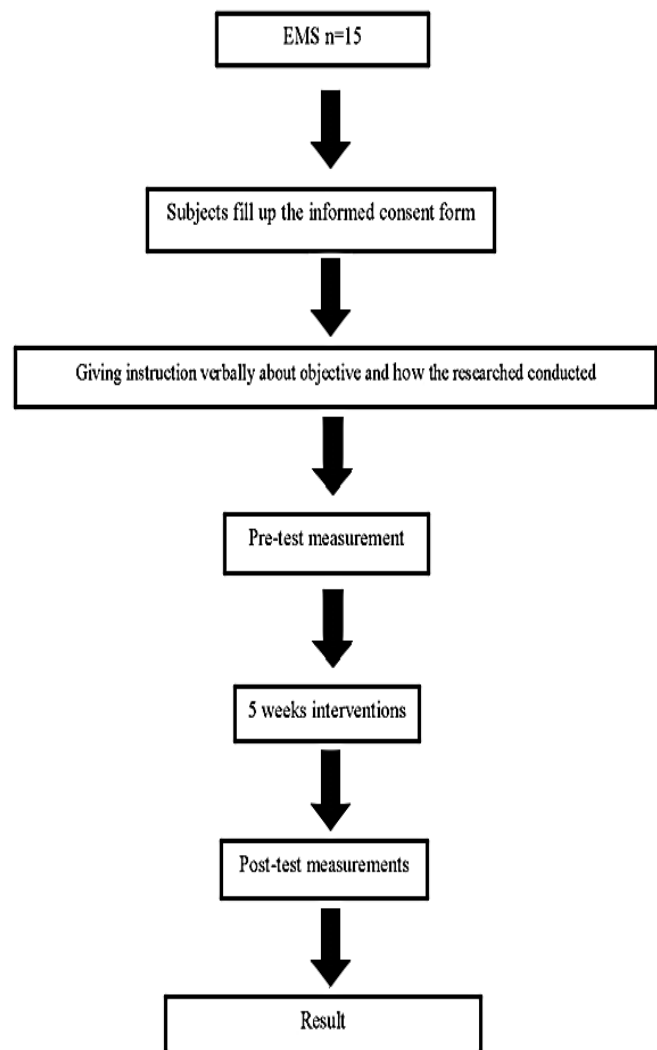 EMS n=15
Subjects fill up the informed consent form
Giving instruction verbally about objective and how the researched conducted
Pre-test measurement
5 weeks interventions
Post-test measurements
Result